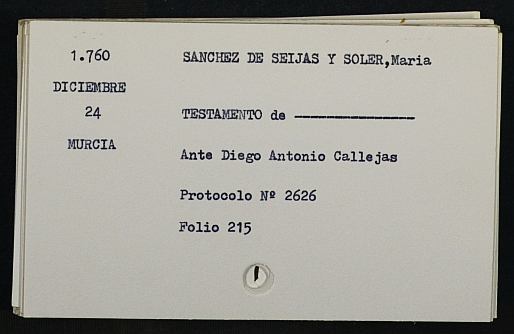 1.760
SANCHEZ DE SEIJAS Y SOLER,Maria
DICIEMBRE
24
TESTAMENTO de ---------------
MURCIA
Ante Diego Antonio Callejas
Protocolo Nº 2626
Folio 215